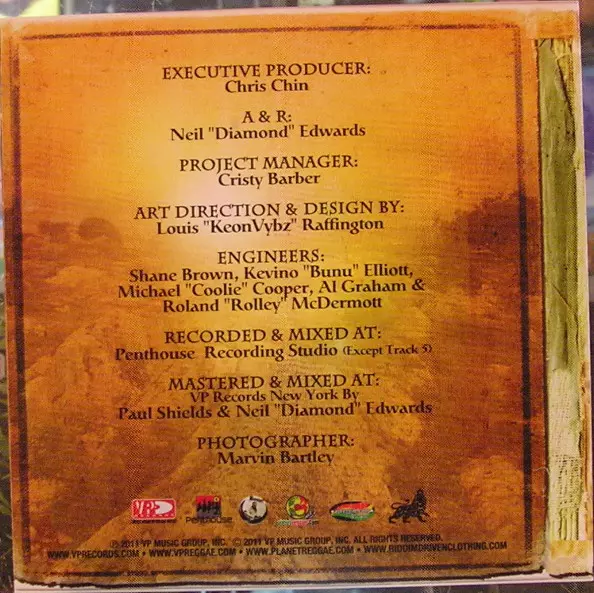 EXECUTIVE PRODUCER:
Chris Chin
A & R:
Neil "Diamond" Edwards
PROJECT MANAGER:
Cristy Barber
ART DIRECTION & DESIGN BY:
Louis "KeonVybz" Raffington
ENGINEERS:
Shane Brown, Kevino "Bunu" Elliott,
Michael "Coolie" Cooper, Al Graham &
Roland "Rolley" McDermott
RECORDED & MIXED AT:
Penthouse Recording Studio (Except Track 5)
MASTERED & MIXED AT:
VP Records New York By
Paul Shields & Neil "Diamond" Edwards
PHOTOGRAPHER:
Marvin Bartley
VP
Penthouse
℗ 2011 VP MUSIC GROUP, INC. © 2011 VP MUSIC GROUP, INC. ALL RIGHTS RESERVED.
WWW.VPRECORDS.COM • WWW.VPREGGAE.COM • WWW.PLANETREGGAE.COM • WWW.RIDDIMDRIVENCLOTHING.COM